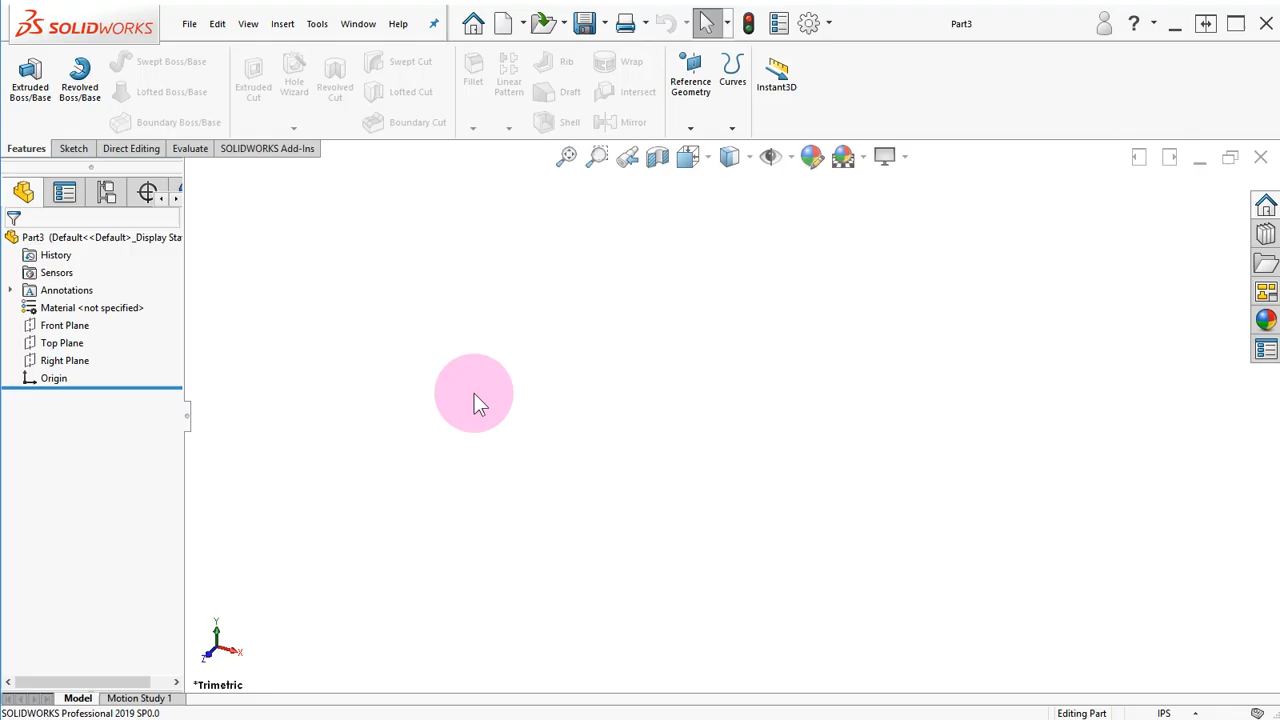 SOLIDWORKS File Edit View Insert Tools Window Help Part3 ?
Extruded Boss/Base
Revolved Boss/Base
Swept Boss/Base
Lofted Boss/Base
Boundary Boss/Base
Extruded Cut
Hole Wizard
Revolved Cut
Swept Cut
Lofted Cut
Boundary Cut
Fillet
Linear Pattern
Rib
Draft
Shell
Wrap
Intersect
Mirror
Reference Geometry
Curves
Instant3D
Features Sketch Direct Editing Evaluate SOLIDWORKS Add-Ins
Part3 (Default<<Default>_Display Sta
History
Sensors
A Annotations
Material <not specified>
Front Plane
Top Plane
Right Plane
Origin
Y
X
Z
*Trimetric
Model Motion Study 1
SOLIDWORKS Professional 2019 SP0.0 Editing Part IPS